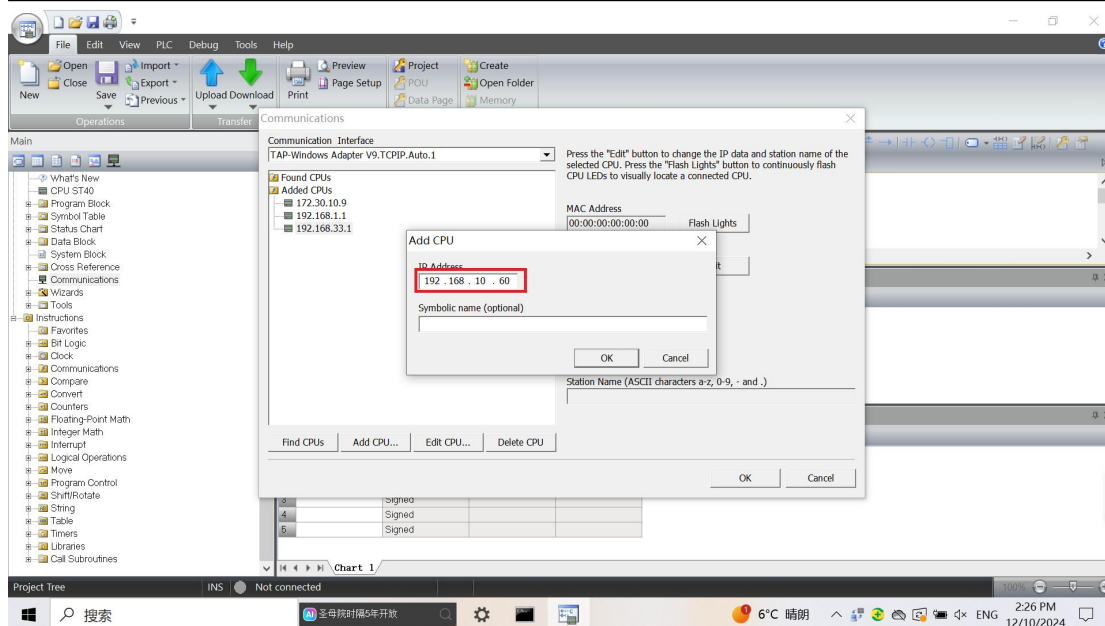 File Edit View PLC Debug Tools Help
New
Open
Close
Save
Import
Export
Previous
Upload
Download
Print
Preview
Page Setup
Project
POU
Data Page
Create
Open Folder
Memory
Operations
Transfer
Main
What's New
CPU ST40
Program Block
Symbol Table
Status Chart
Data Block
System Block
Cross Reference
Communications
Wizards
Tools
Instructions
Favorites
Bit Logic
Clock
Communications
Compare
Convert
Counters
Floating-Point Math
Integer Math
Interrupt
Logical Operations
Move
Program Control
Shift/Rotate
String
Table
Timers
Libraries
Call Subroutines
Communications
Communication Interface
TAP-Windows Adapter V9.TCPIP.Auto.1
Found CPUs
Added CPUs
172.30.10.9
192.168.1.1
192.168.33.1
Press the "Edit" button to change the IP data and station name of the
selected CPU. Press the "Flash Lights" button to continuously flash
CPU LEDs to visually locate a connected CPU.
MAC Address
00:00:00:00:00:00
Flash Lights
Add CPU
IP Address
192 . 168 . 10 . 60
Symbolic name (optional)
OK Cancel
Station Name (ASCII characters a-z, 0-9, - and .)
Find CPUs Add CPU... Edit CPU... Delete CPU
OK Cancel
3 Signed
4 Signed
5 Signed
Chart 1
Project Tree INS Not connected 100%
搜索
圣母院时隔5年开放
6°C 晴朗
ENG
2:26 PM
12/10/2024